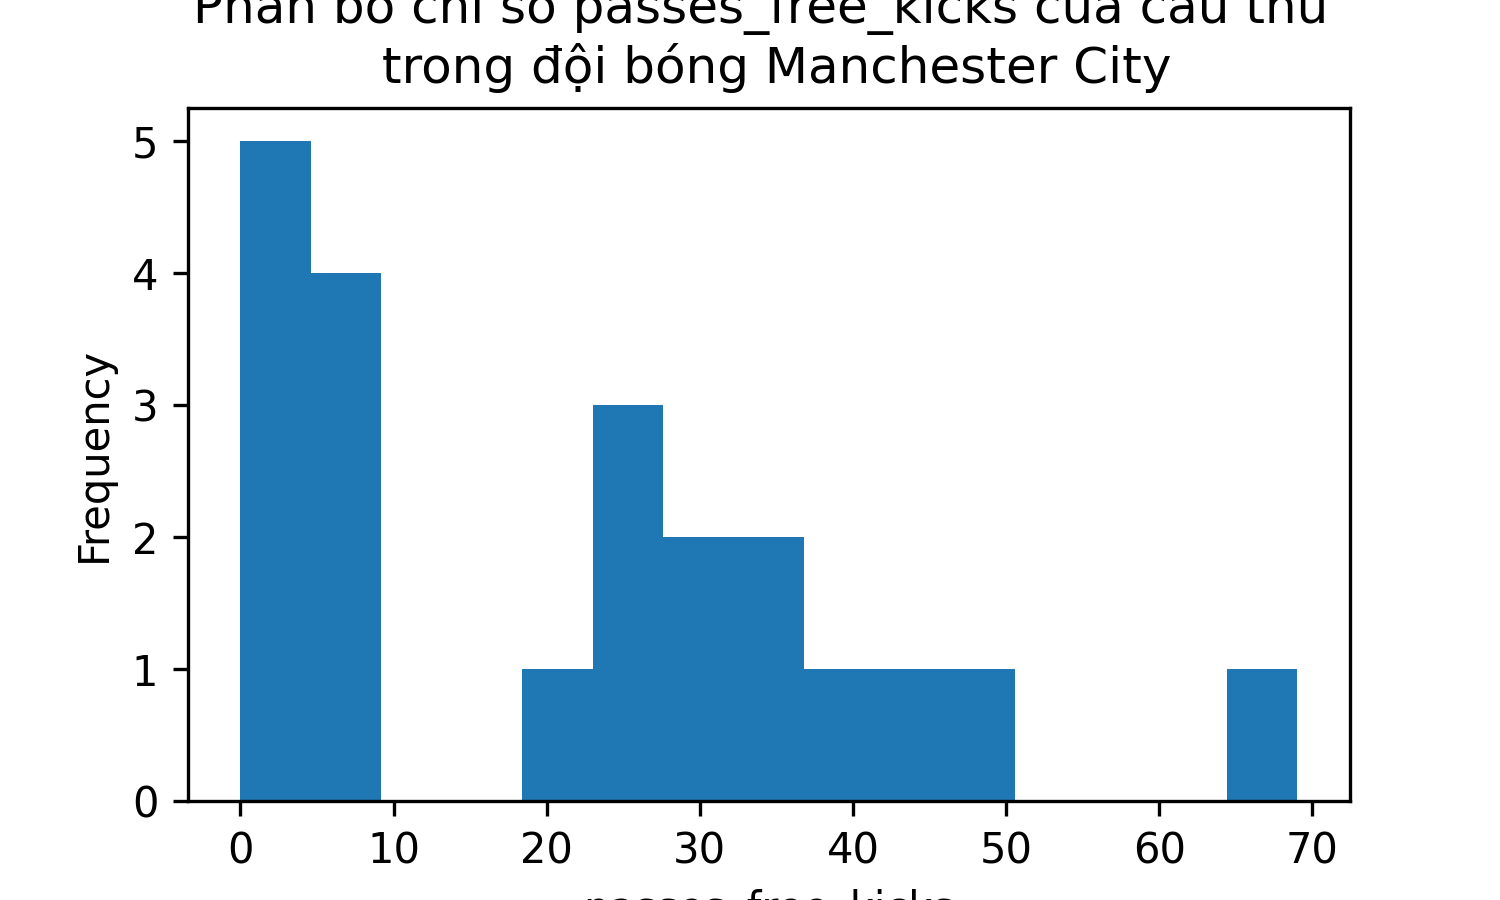 Phân bố chỉ số passes_free_kicks của cầu thủ
trong đội bóng Manchester City
5
4
3
2
1
0
Frequency
0 10 20 30 40 50 60 70
passes_free_kicks